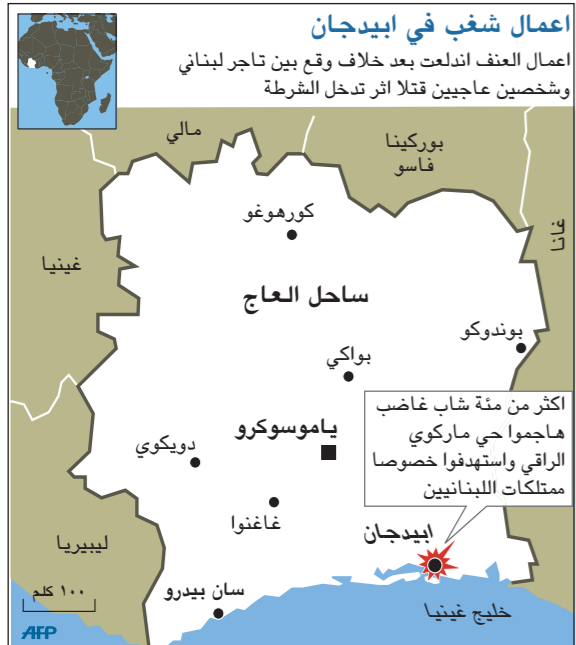 اعمال شغب في ابيدجان
اعمال العنف اندلعت بعد خلاف وقع بين تاجر لبناني
وشخصين عاجيين قتلا اثر تدخل الشرطة
مالي
بوركينا
فاسو
غانا
كورهوغو
غينيا
ساحل العاج
بوندوكو
بواكي
اكثر من مئة شاب غاضب
هاجموا حي ماركوي
الراقي واستهدفوا خصوصا
ممتلكات اللبنانيين
ياموسوكرو
دويكوي
غاغنوا
ابيدجان
ليبيريا
١٠٠ كلم
سان بيدرو
خليج غينيا
AFP